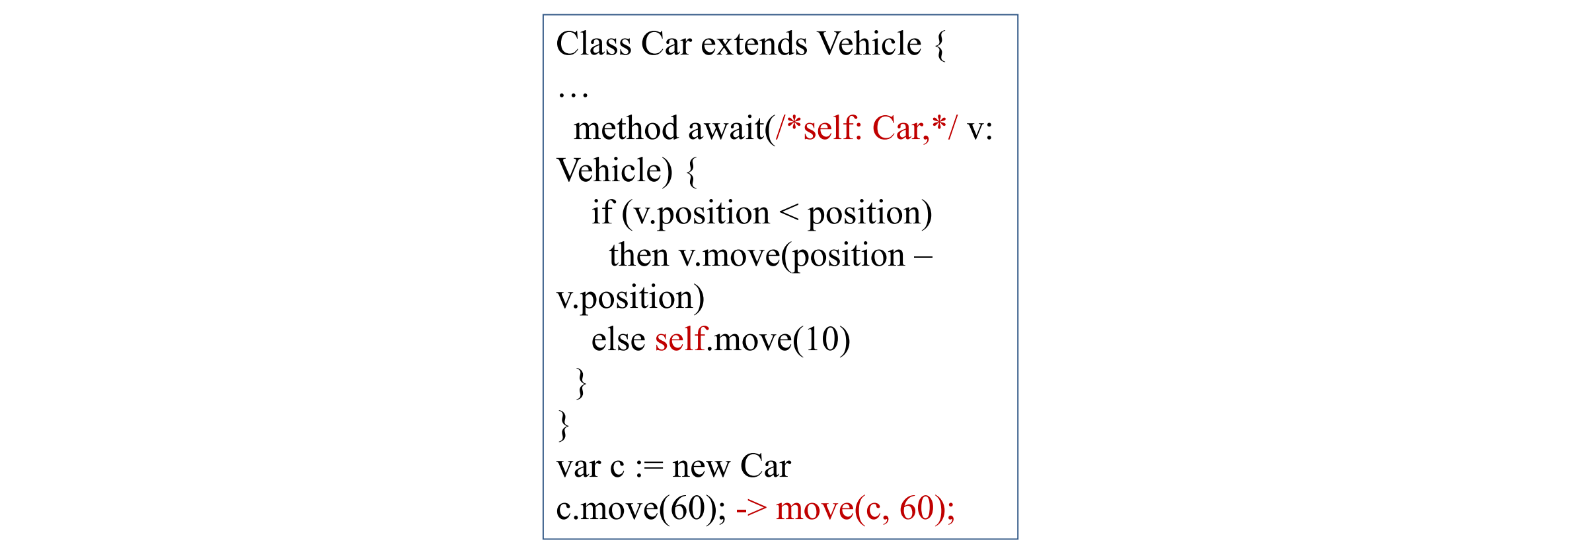 Class Car extends Vehicle {
…
method await(/*self: Car,*/ v:
Vehicle) {
if (v.position < position)
then v.move(position –
v.position)
else self.move(10)
}
}
var c := new Car
c.move(60); -> move(c, 60);